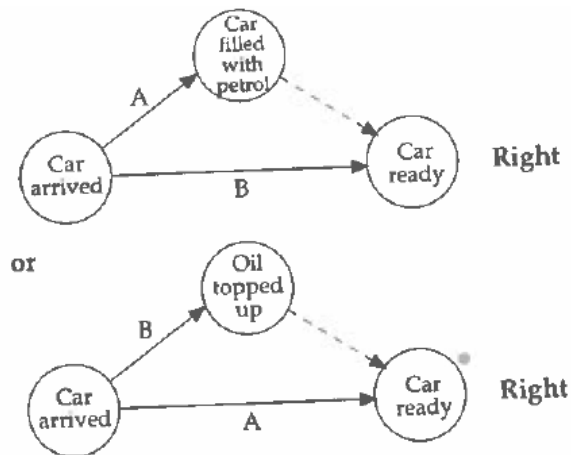 Car
filled
with
petrol
A
Car
arrived
B
Car
ready
Right
or
Oil
topped
up
B
Car
arrived
A
Car
ready
Right